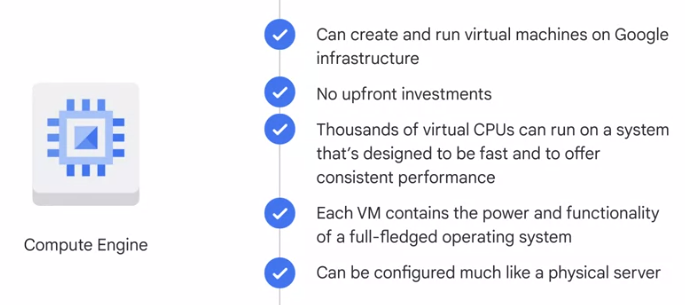 Can create and run virtual machines on Google
infrastructure
No upfront investments
Thousands of virtual CPUs can run on a system
that's designed to be fast and to offer
consistent performance
Each VM contains the power and functionality
of a full-fledged operating system
Can be configured much like a physical server
Compute Engine